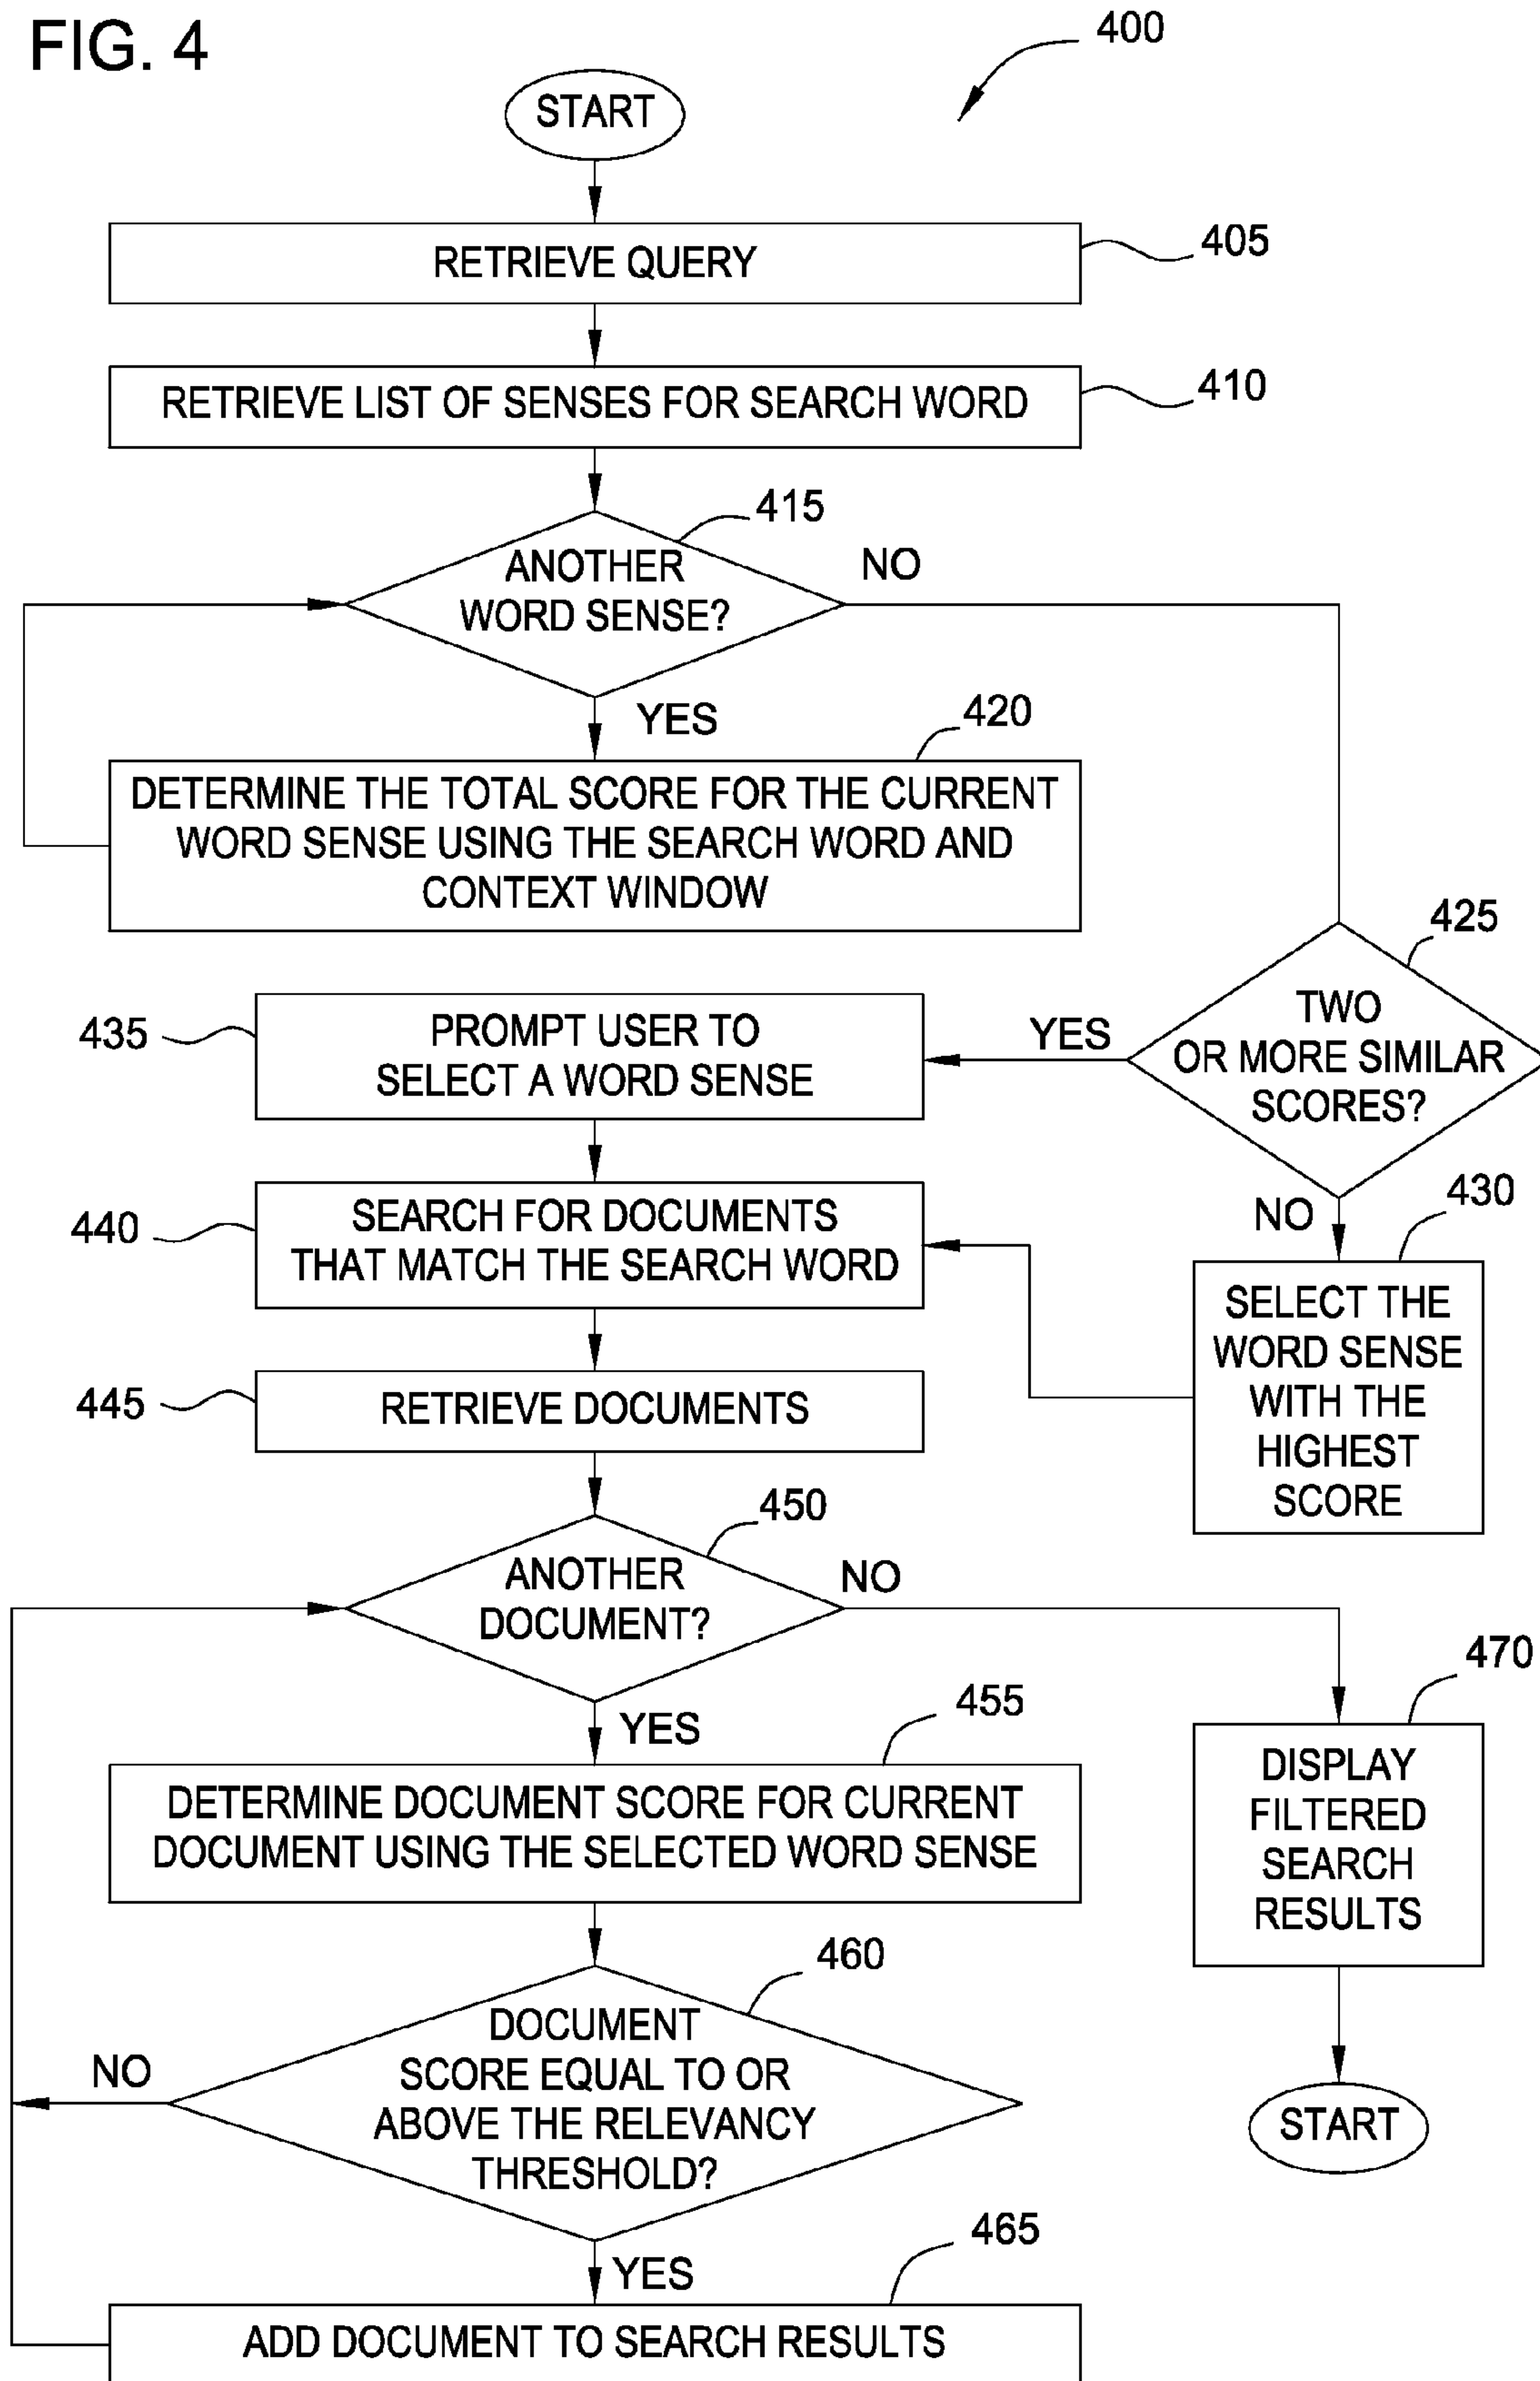 FIG. 4
400
START
RETRIEVE QUERY
405
RETRIEVE LIST OF SENSES FOR SEARCH WORD
410
415
ANOTHER
WORD SENSE?
NO
YES
420
DETERMINE THE TOTAL SCORE FOR THE CURRENT
WORD SENSE USING THE SEARCH WORD AND
CONTEXT WINDOW
425
TWO
OR MORE SIMILAR
SCORES?
YES
435
PROMPT USER TO
SELECT A WORD SENSE
NO
430
SELECT THE
WORD SENSE
WITH THE
HIGHEST
SCORE
440
SEARCH FOR DOCUMENTS
THAT MATCH THE SEARCH WORD
445
RETRIEVE DOCUMENTS
450
ANOTHER
DOCUMENT?
NO
YES
470
DISPLAY
FILTERED
SEARCH
RESULTS
START
455
DETERMINE DOCUMENT SCORE FOR CURRENT
DOCUMENT USING THE SELECTED WORD SENSE
460
DOCUMENT
SCORE EQUAL TO OR
ABOVE THE RELEVANCY
THRESHOLD?
NO
YES
465
ADD DOCUMENT TO SEARCH RESULTS